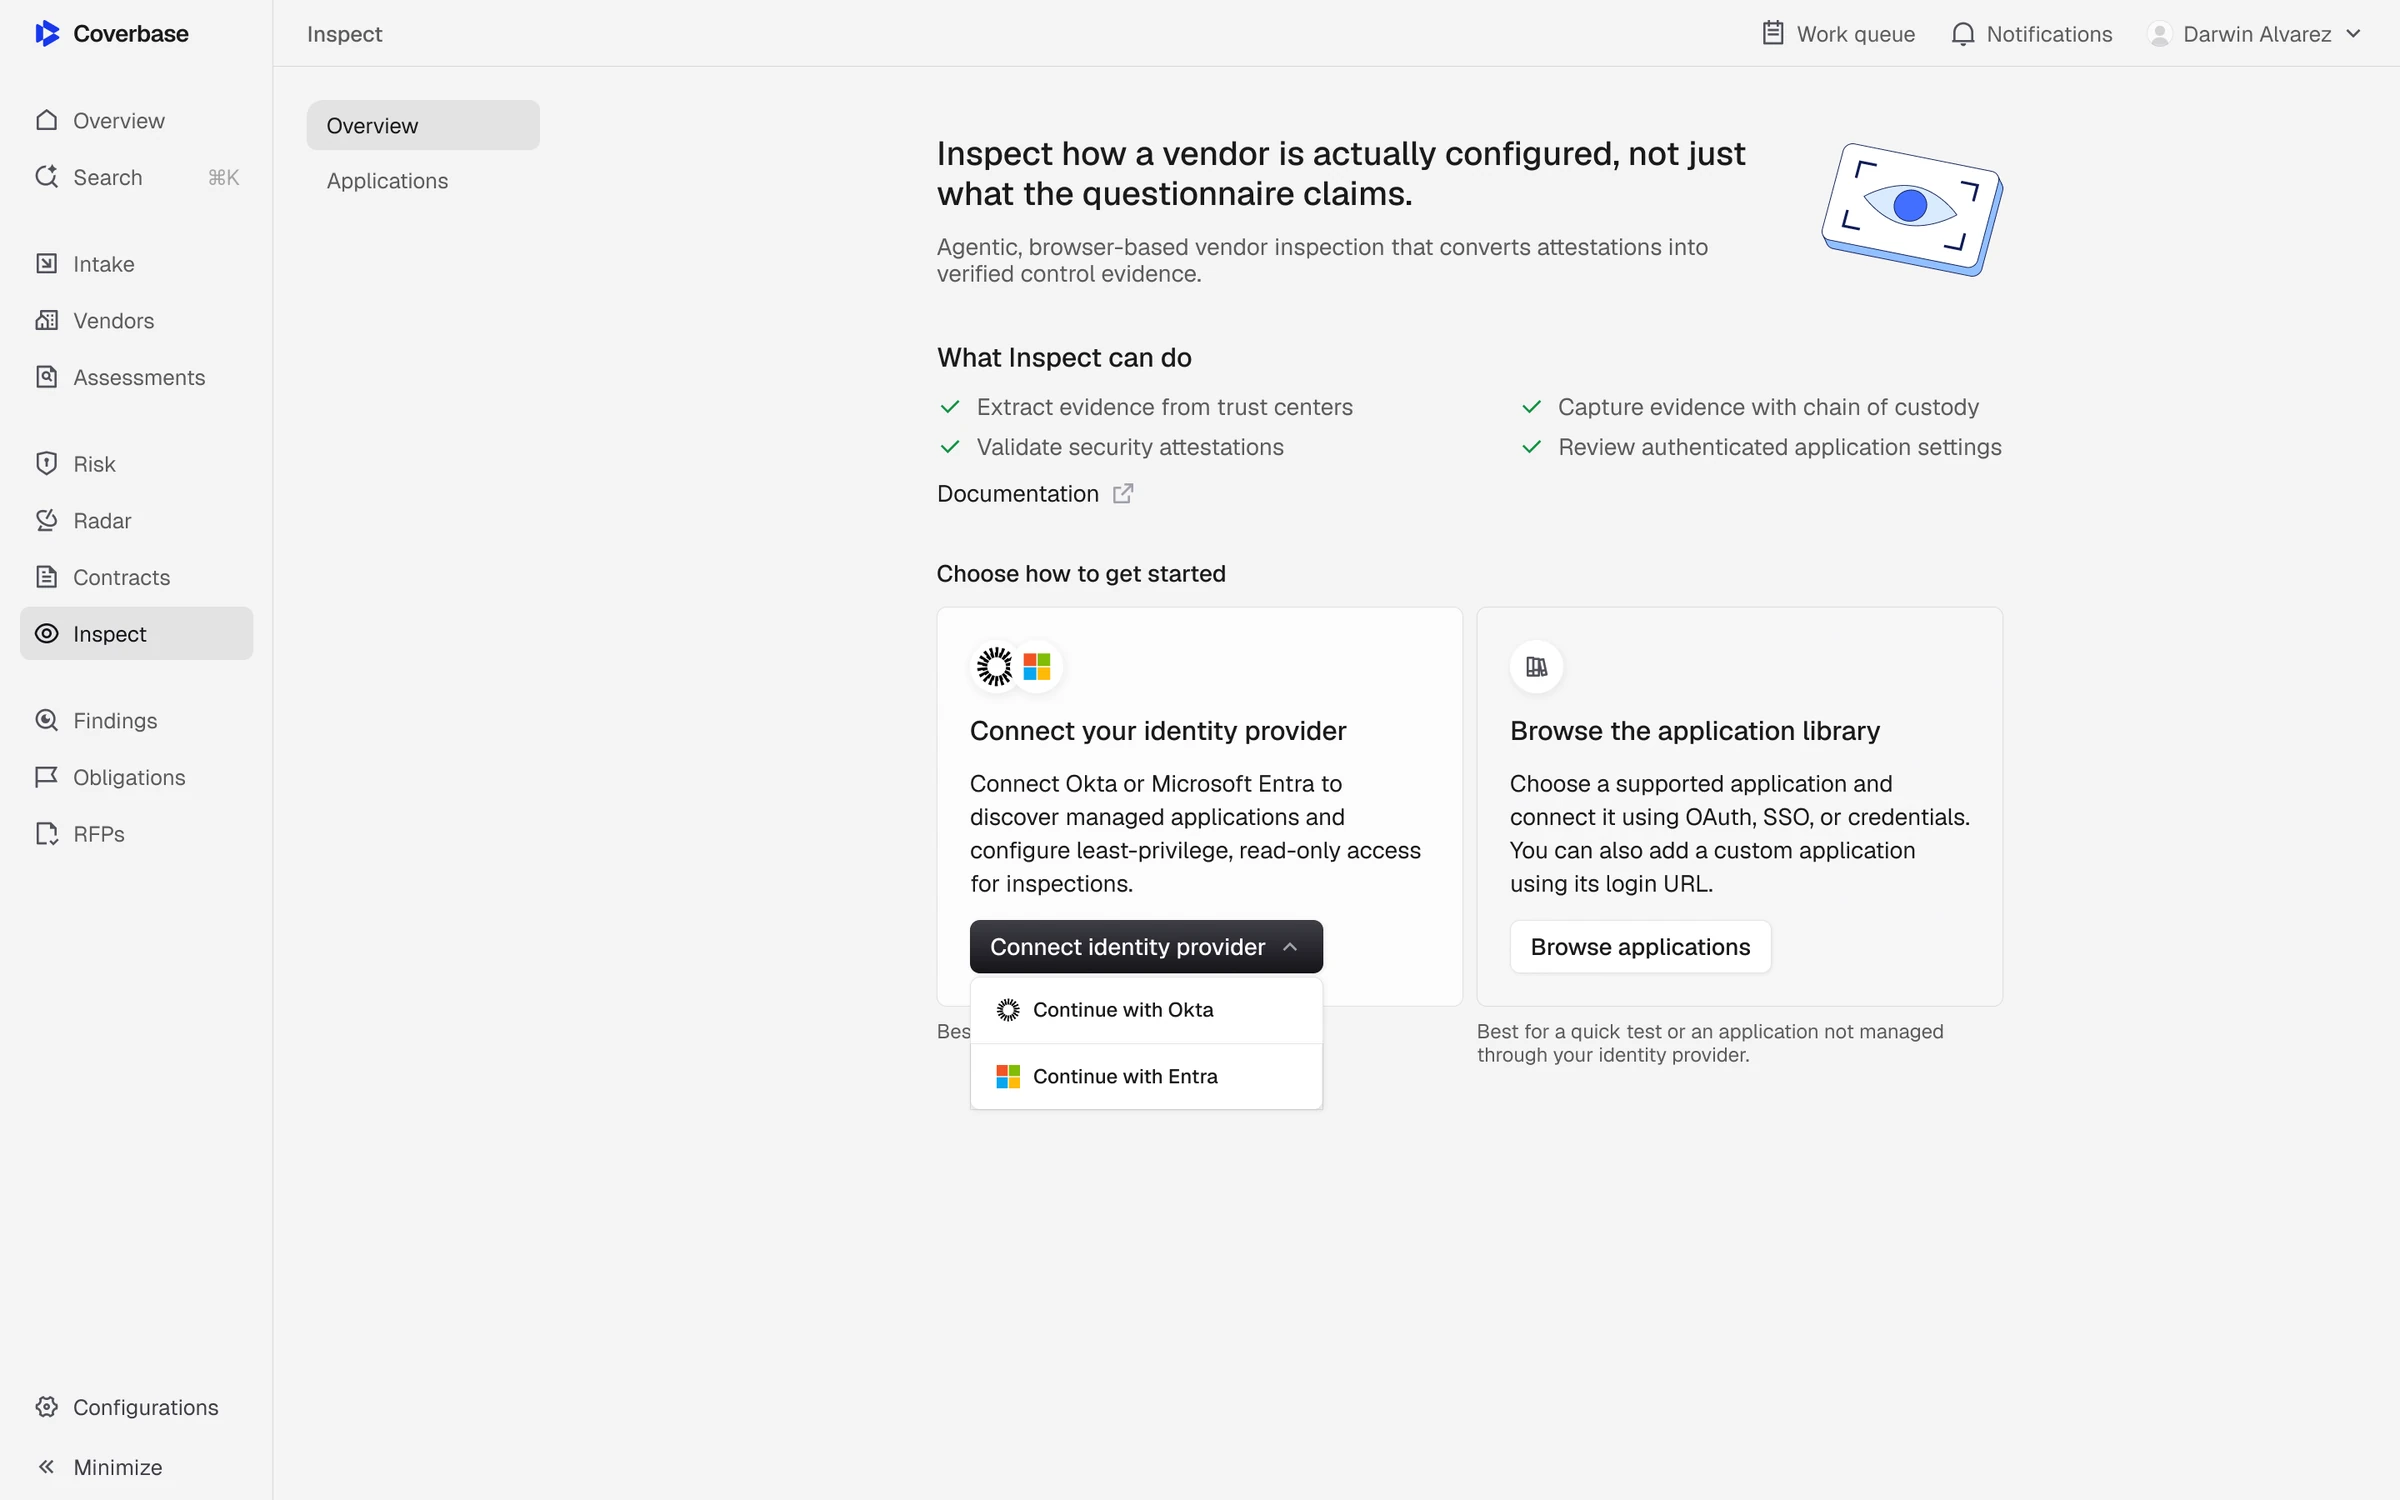 Coverbase
Inspect
Work queue
Notifications
Darwin Alvarez
Overview
Search
⌘K
Intake
Vendors
Assessments
Risk
Radar
Contracts
Inspect
Findings
Obligations
RFPs
Configurations
Minimize
Overview
Applications
Inspect how a vendor is actually configured, not just
what the questionnaire claims.
Agentic, browser-based vendor inspection that converts attestations into
verified control evidence.
What Inspect can do
Extract evidence from trust centers
Capture evidence with chain of custody
Validate security attestations
Review authenticated application settings
Documentation
Choose how to get started
Connect your identity provider
Connect Okta or Microsoft Entra to
discover managed applications and
configure least-privilege, read-only access
for inspections.
Connect identity provider
Continue with Okta
Continue with Entra
Browse the application library
Choose a supported application and
connect it using OAuth, SSO, or credentials.
You can also add a custom application
using its login URL.
Browse applications
Best for a quick test or an application not managed
through your identity provider.